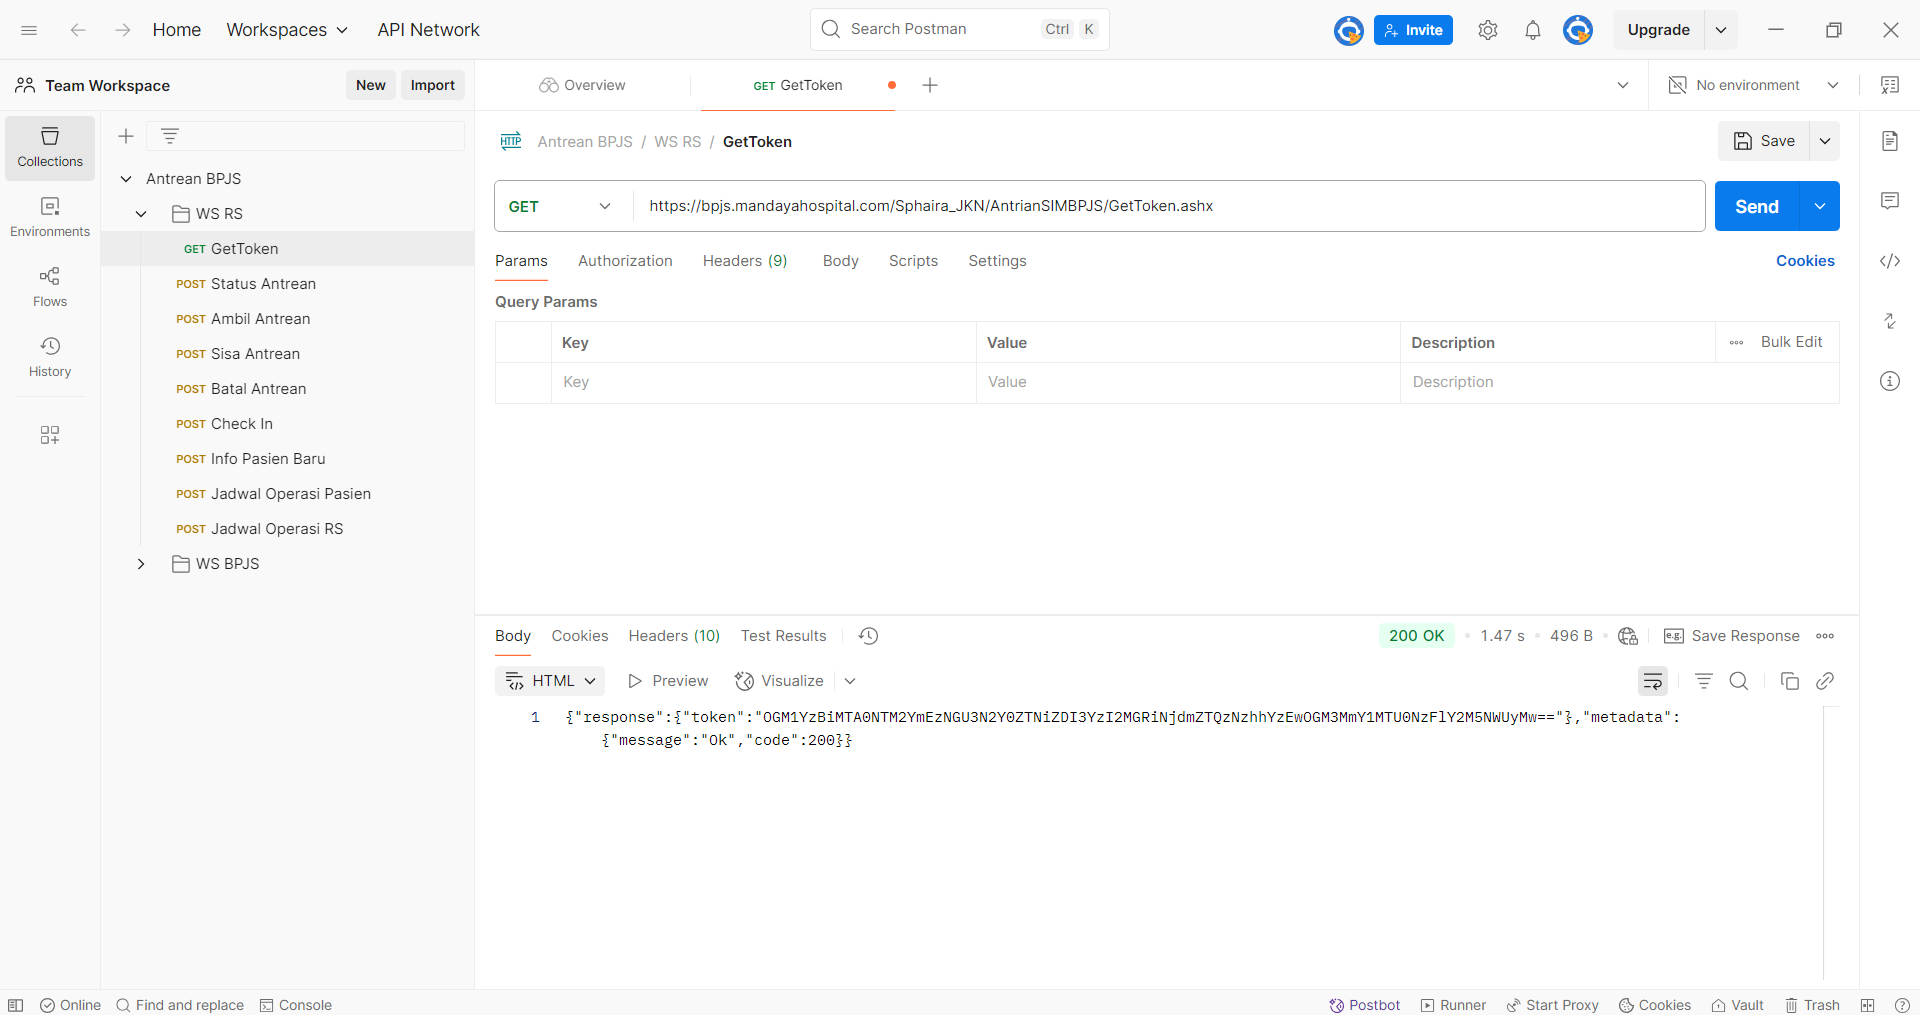 Home Workspaces API Network Search Postman Ctrl K Invite Upgrade
Team Workspace New Import Overview GET GetToken No environment
Collections
Environments
Flows
History
Antrean BPJS
WS RS
GET GetToken
POST Status Antrean
POST Ambil Antrean
POST Sisa Antrean
POST Batal Antrean
POST Check In
POST Info Pasien Baru
POST Jadwal Operasi Pasien
POST Jadwal Operasi RS
WS BPJS
HTTP Antrean BPJS / WS RS / GetToken Save
GET https://bpjs.mandayahospital.com/Sphaira_JKN/AntrianSIMBPJS/GetToken.ashx Send
Params Authorization Headers (9) Body Scripts Settings Cookies
Query Params
Key Value Description Bulk Edit
Key Value Description
Body Cookies Headers (10) Test Results 200 OK 1.47 s 496 B e.g. Save Response
HTML Preview Visualize
1 {"response":{"token":"OGM1YzBiMTA0NTM2YmEzNGU3N2Y0ZTNiZDI3YzI2MGRiNjdmZTQzNzhhYzEwOGM3MmY1MTU0NzFlY2M5NWUyMw=="},"metadata":
{"message":"Ok","code":200}}
Online Find and replace Console Postbot Runner Start Proxy Cookies Vault Trash